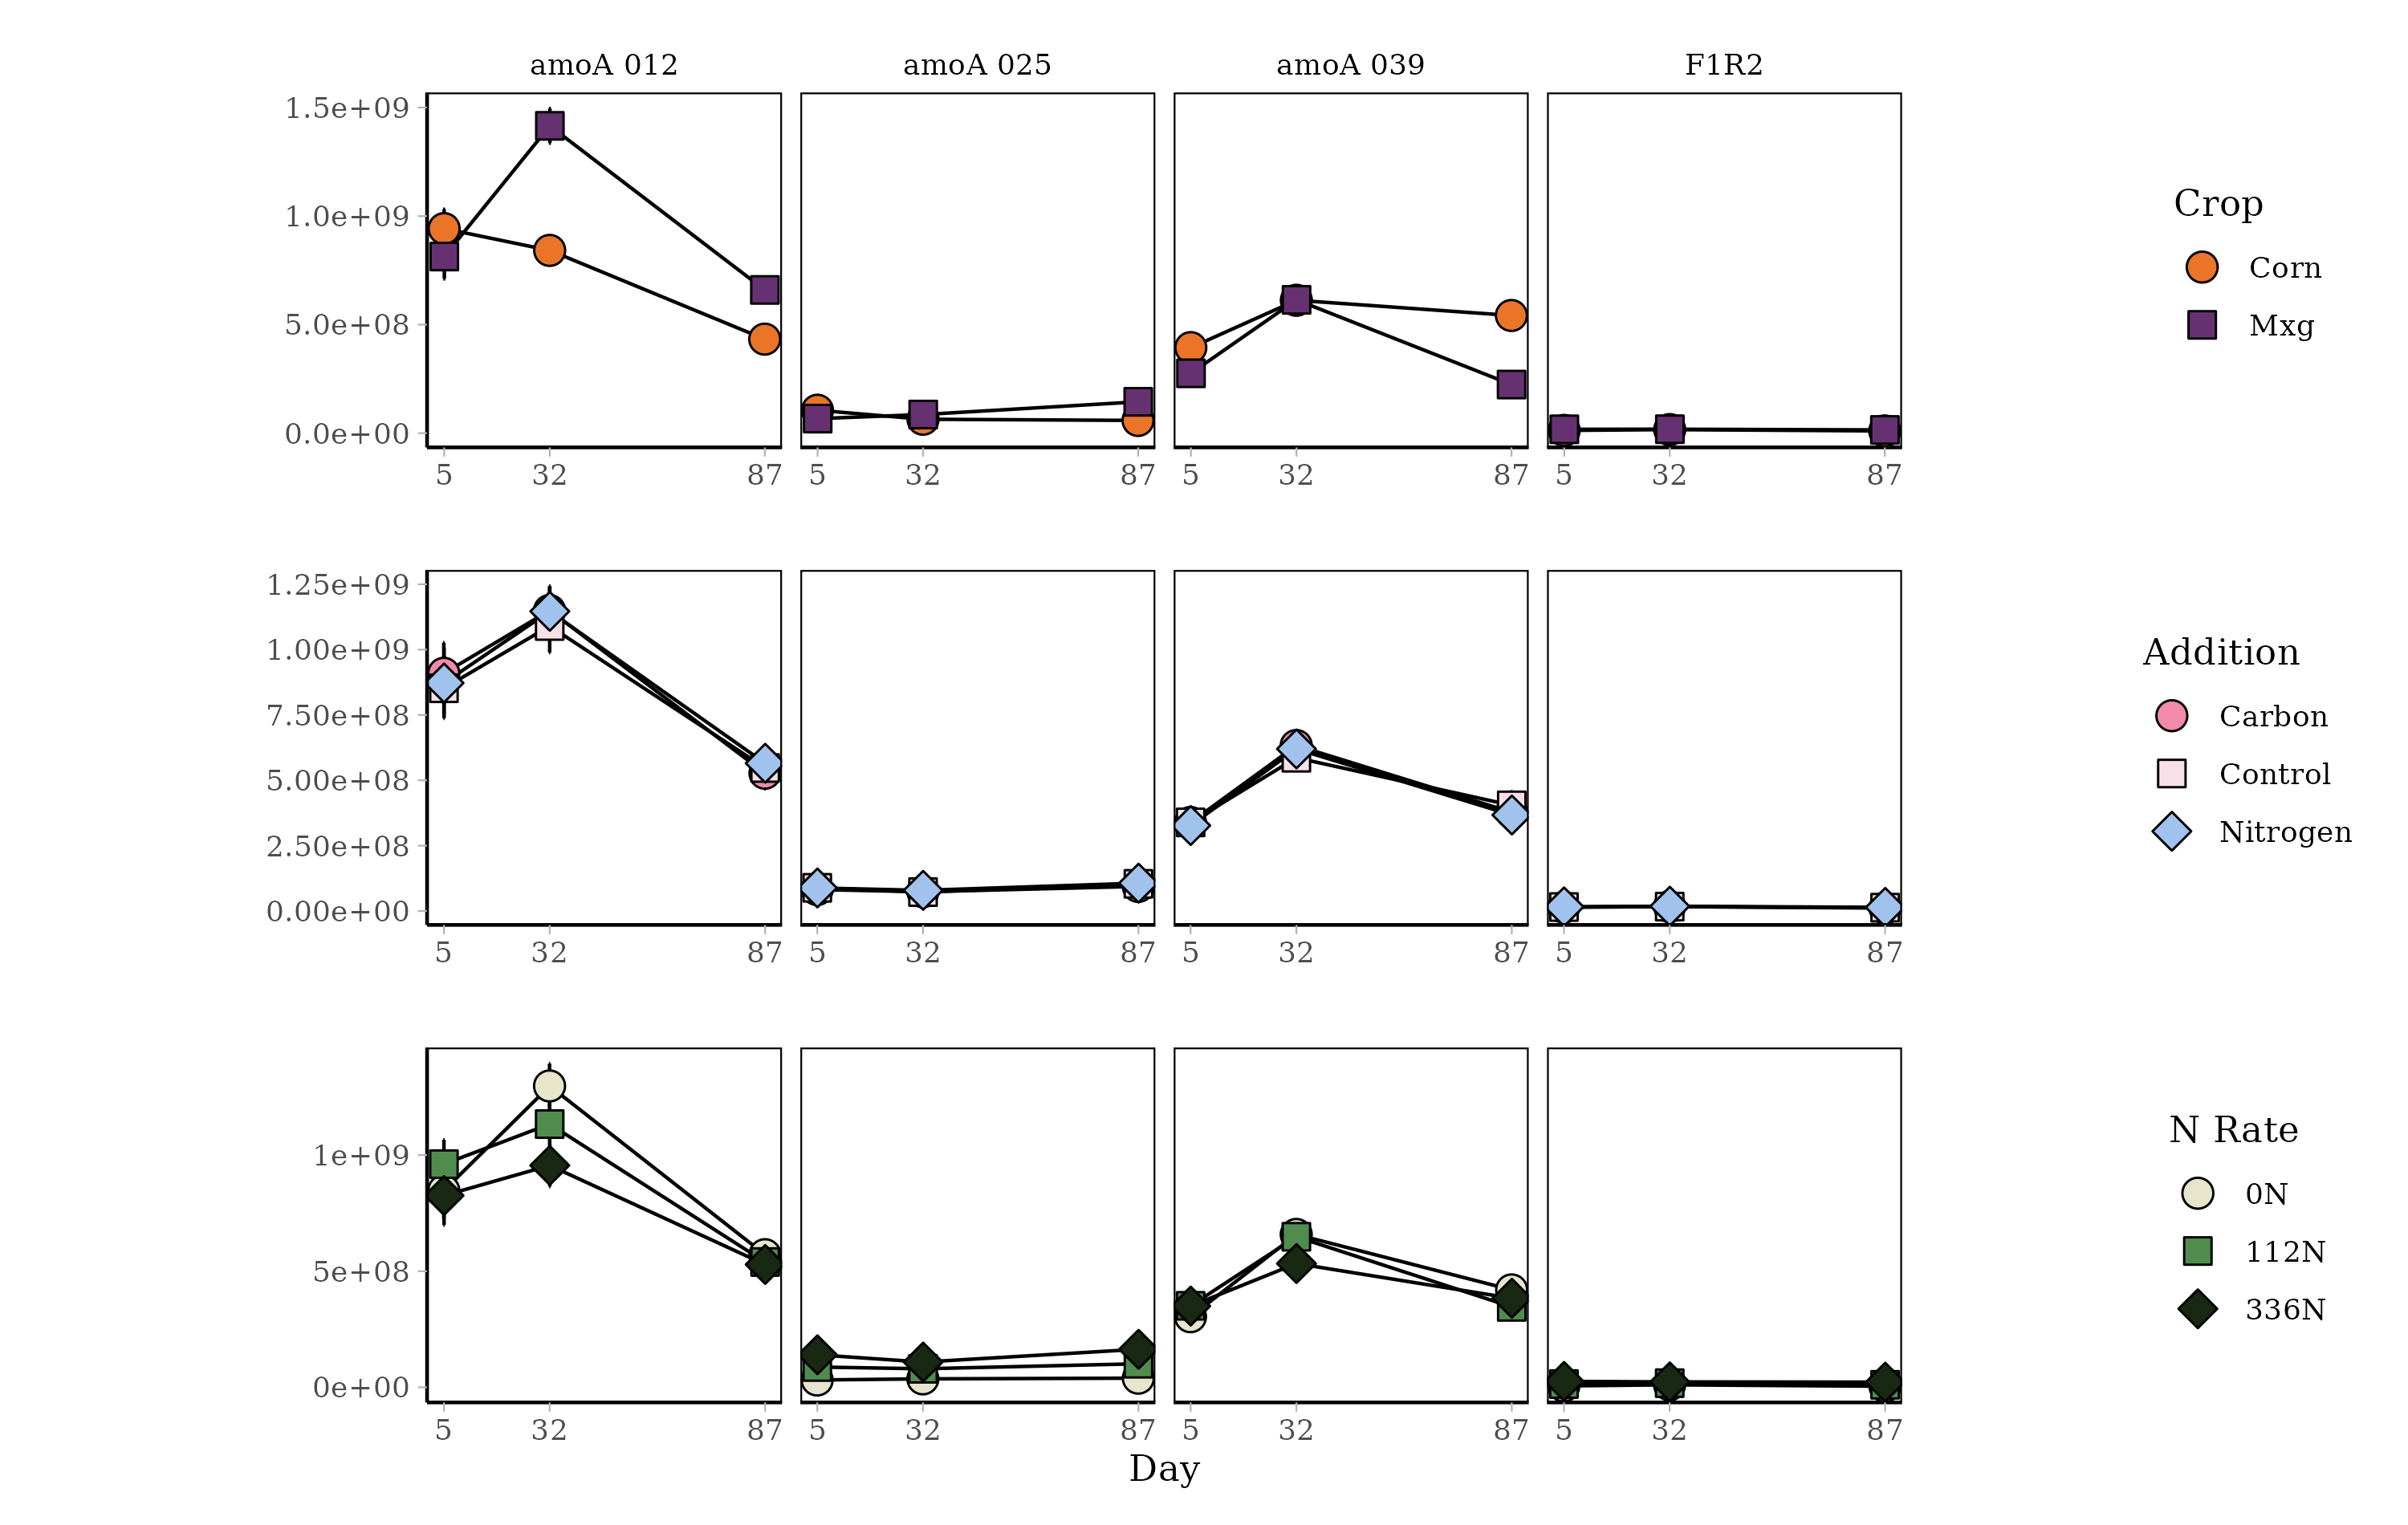 amoA 012 amoA 025 amoA 039 F1R2
1.5e+09
1.0e+09
5.0e+08
0.0e+00
5 32 87 5 32 87 5 32 87 5 32 87
Crop
Corn
Mxg
1.25e+09
1.00e+09
7.50e+08
5.00e+08
2.50e+08
0.00e+00
5 32 87 5 32 87 5 32 87 5 32 87
Addition
Carbon
Control
Nitrogen
1e+09
5e+08
0e+00
5 32 87 5 32 87 5 32 87 5 32 87
Day
N Rate
0N
112N
336N